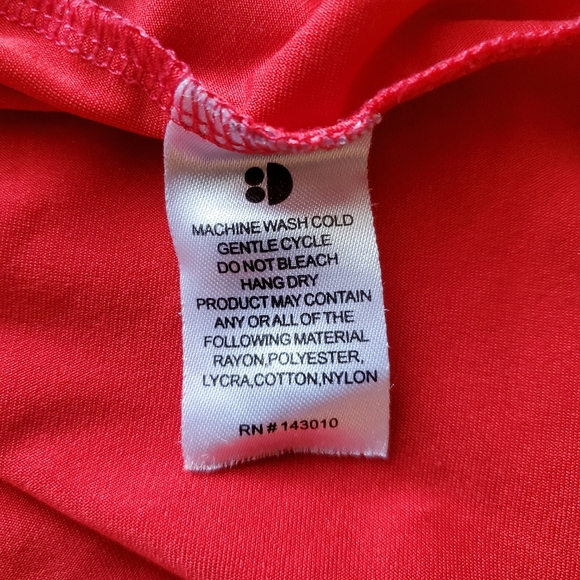 MACHINE WASH COLD
GENTLE CYCLE
DO NOT BLEACH
HANG DRY
PRODUCT MAY CONTAIN
ANY OR ALL OF THE
FOLLOWING MATERIAL
RAYON,POLYESTER,
LYCRA,COTTON,NYLON
RN # 143010